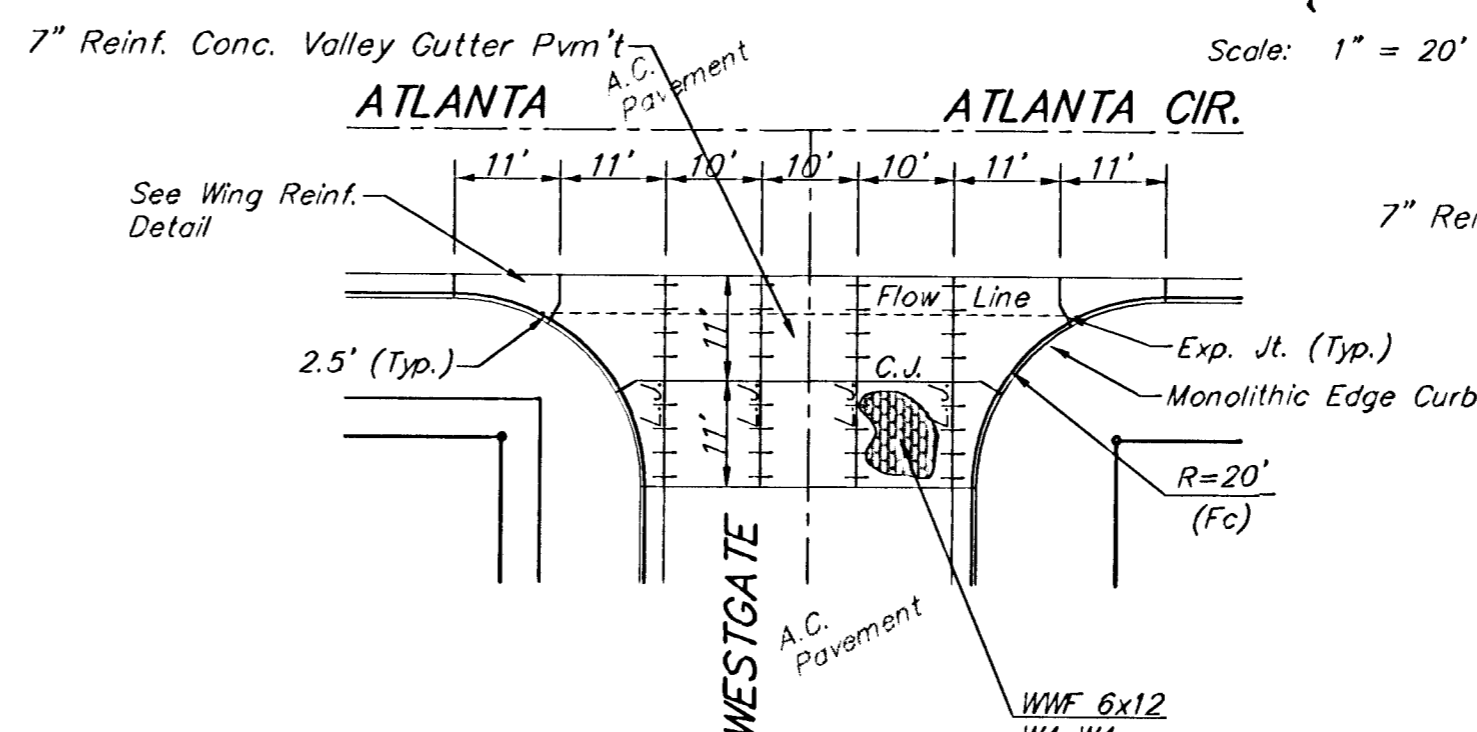 7" Reinf. Conc. Valley Gutter Pvm't
A.C.
Pavement
Scale: 1" = 20'
ATLANTA
ATLANTA CIR.
11' 11' 10' 10' 10' 11' 11'
See Wing Reinf.
Detail
7" Rei
Flow Line
11'
2.5' (Typ.)
Exp. Jt. (Typ.)
C.J.
Monolithic Edge Curb
L.J. L.J. L.J. L.J.
11'
R=20'
(Fc)
WESTGATE
A.C.
Pavement
WWF 6x12